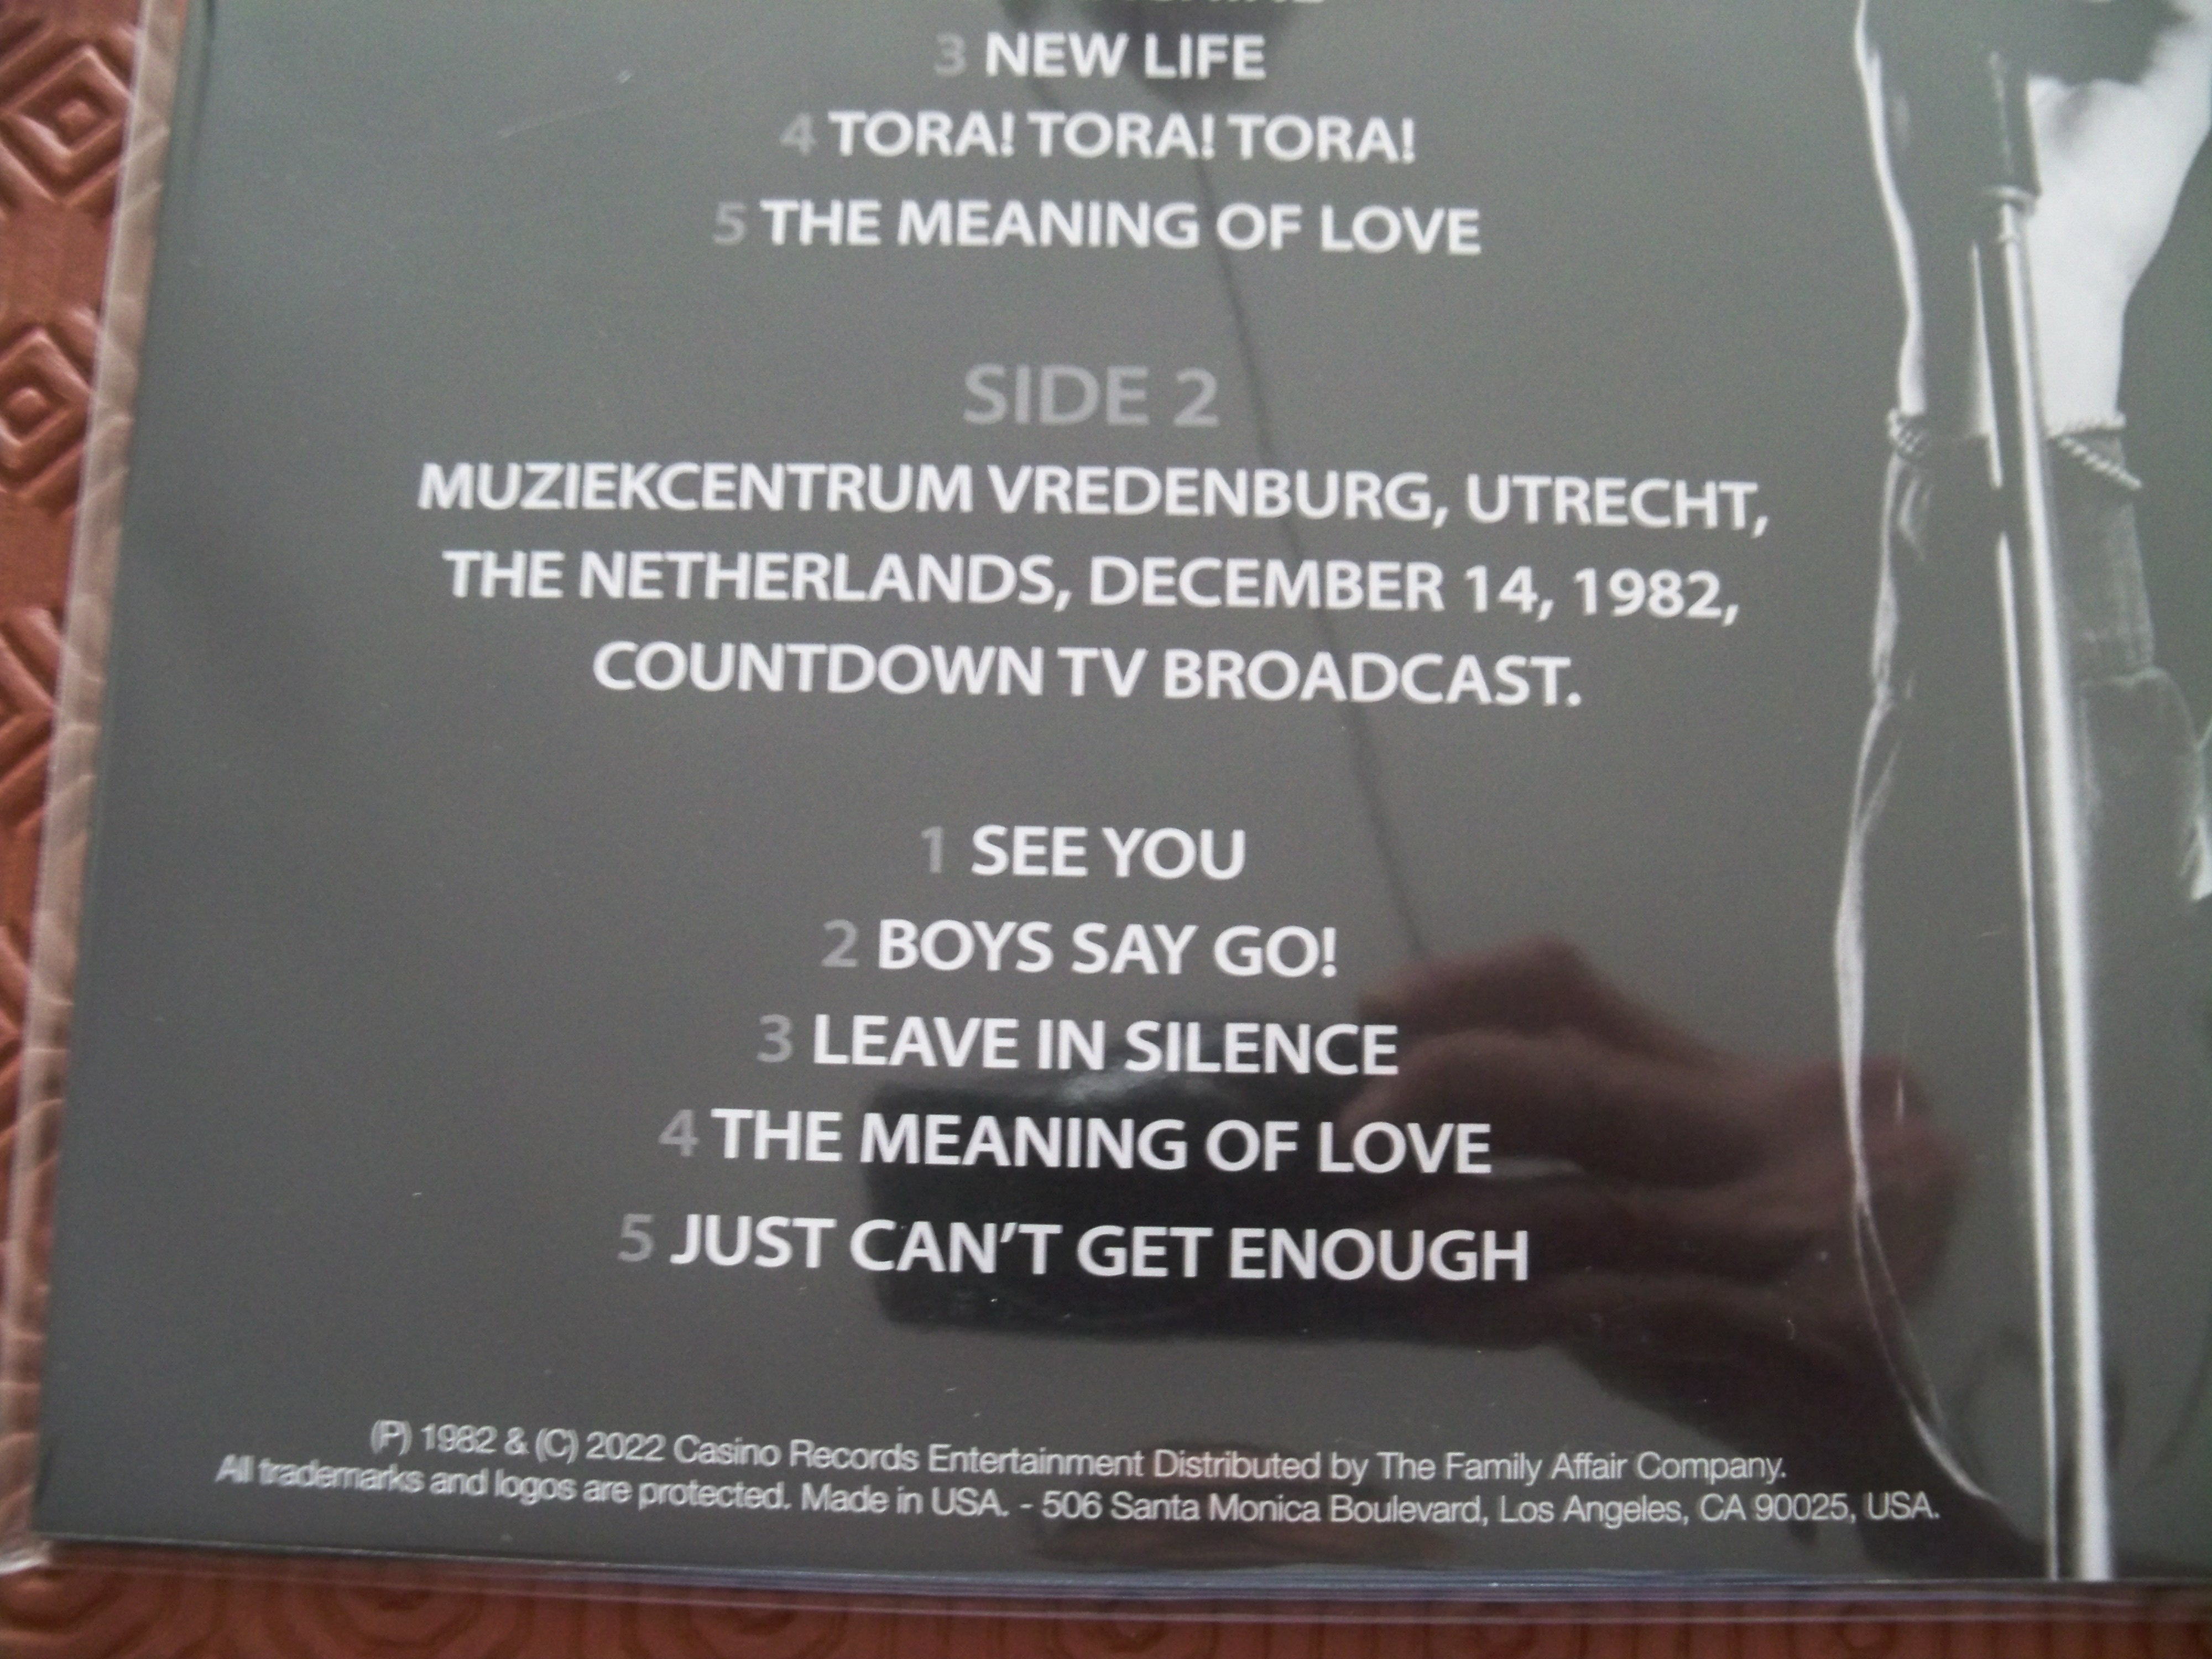 3 NEW LIFE
4 TORA! TORA! TORA!
5 THE MEANING OF LOVE
SIDE 2
MUZIEKCENTRUM VREDENBURG, UTRECHT,
THE NETHERLANDS, DECEMBER 14, 1982,
COUNTDOWN TV BROADCAST.
1 SEE YOU
2 BOYS SAY GO!
3 LEAVE IN SILENCE
4 THE MEANING OF LOVE
5 JUST CAN'T GET ENOUGH
(P) 1982 & (C) 2022 Casino Records Entertainment Distributed by The Family Affair Company.
All trademarks and logos are protected. Made in USA. - 506 Santa Monica Boulevard, Los Angeles, CA 90025, USA.